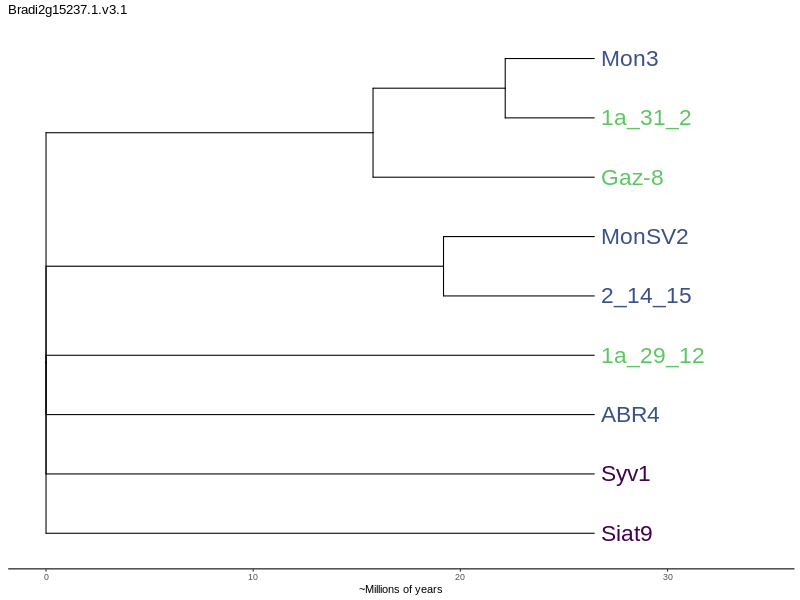 Bradi2g15237.1.v3.1
Mon3
1a_31_2
Gaz-8
MonSV2
2_14_15
1a_29_12
ABR4
Syv1
Siat9
0 10 20 30
~Millions of years